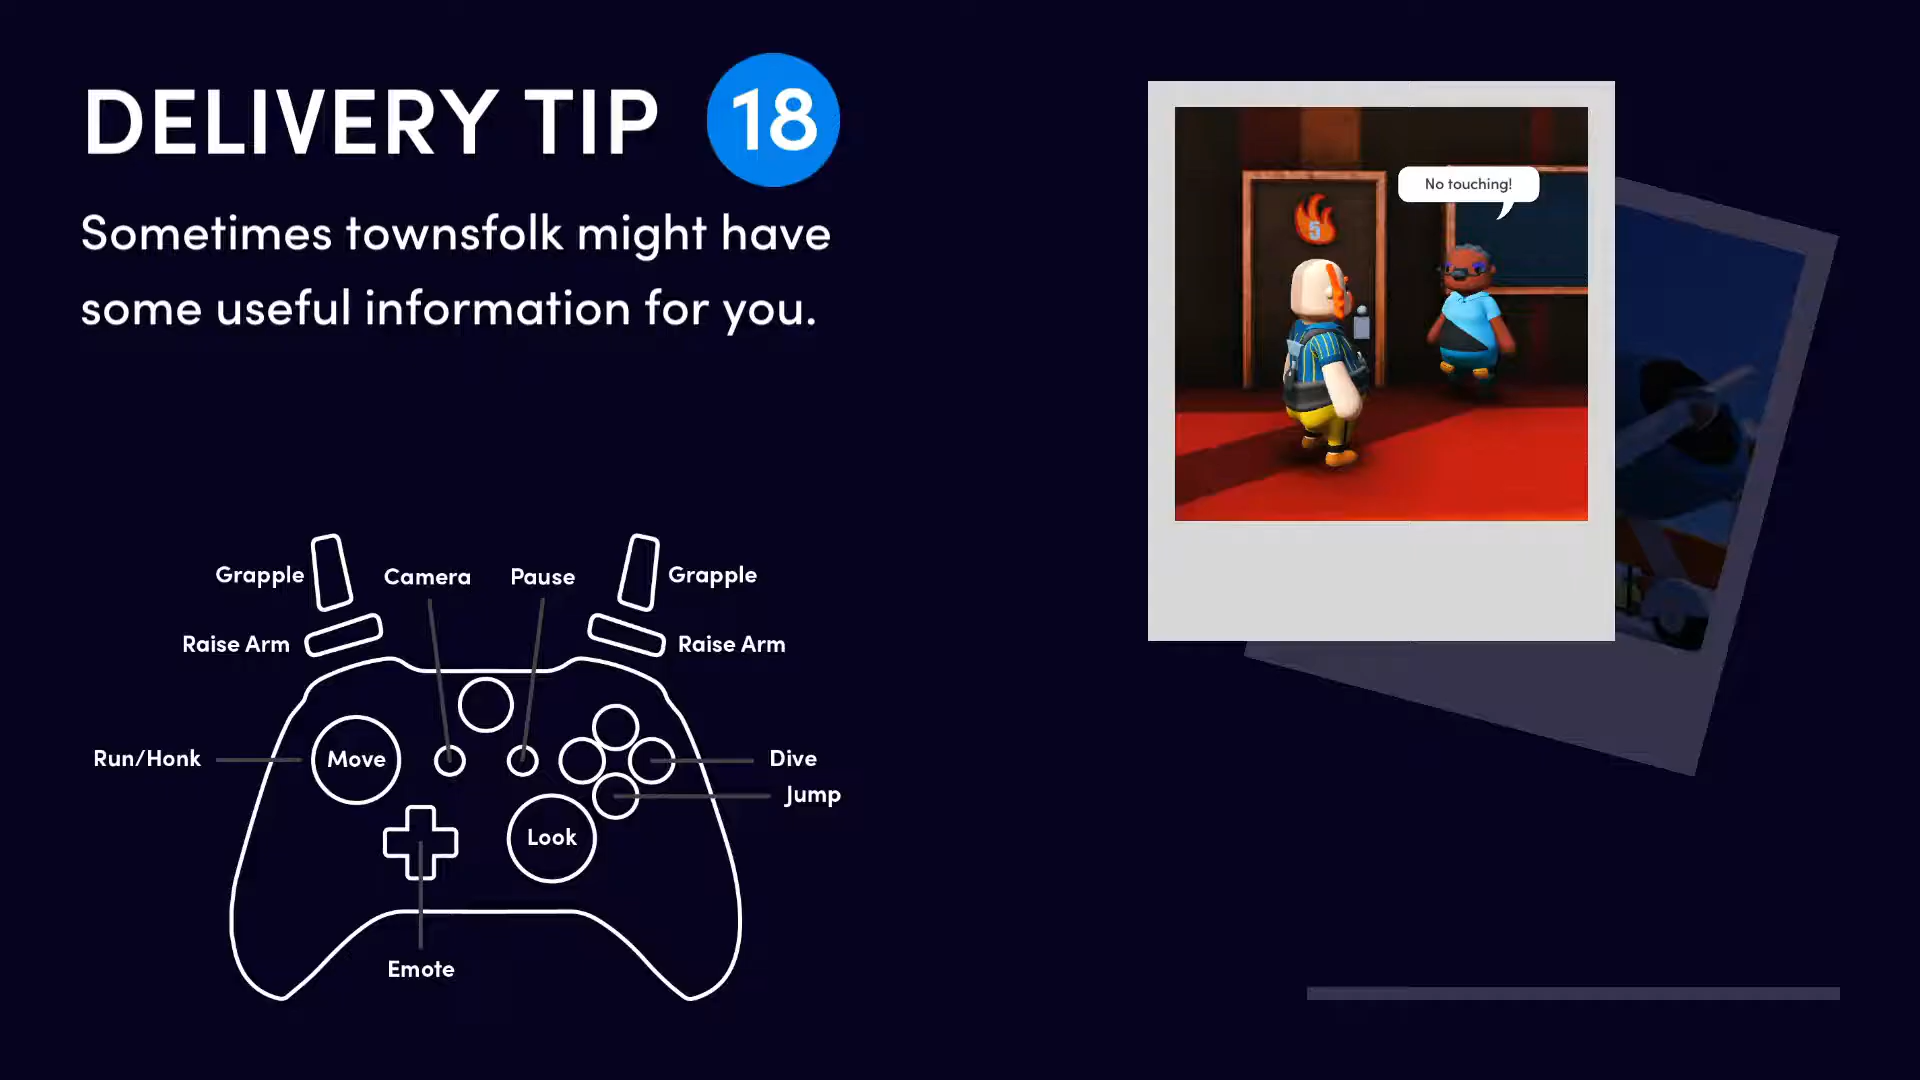 DELIVERY TIP 18
Sometimes townsfolk might have
some useful information for you.
No touching!
5
Grapple
Camera
Pause
Grapple
Raise Arm
Raise Arm
Run/Honk
Move
Dive
Jump
Look
Emote